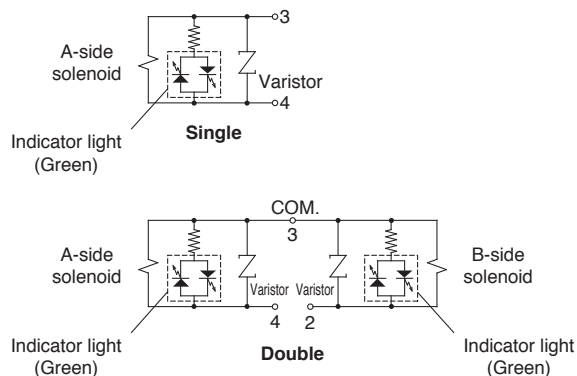 3
A-side
solenoid
Varistor
4
Indicator light
(Green)
Single
COM.
3
A-side
solenoid
B-side
solenoid
Varistor
Varistor
4
2
Indicator light
(Green)
Double
Indicator light
(Green)